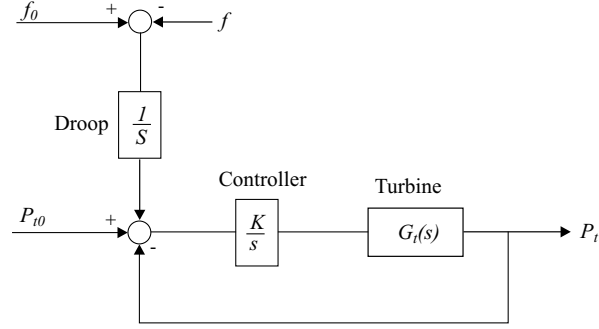 f0 + - f
Droop
1
S
Controller
Turbine
Pt0 + -
K
s
Gt(s)
Pt